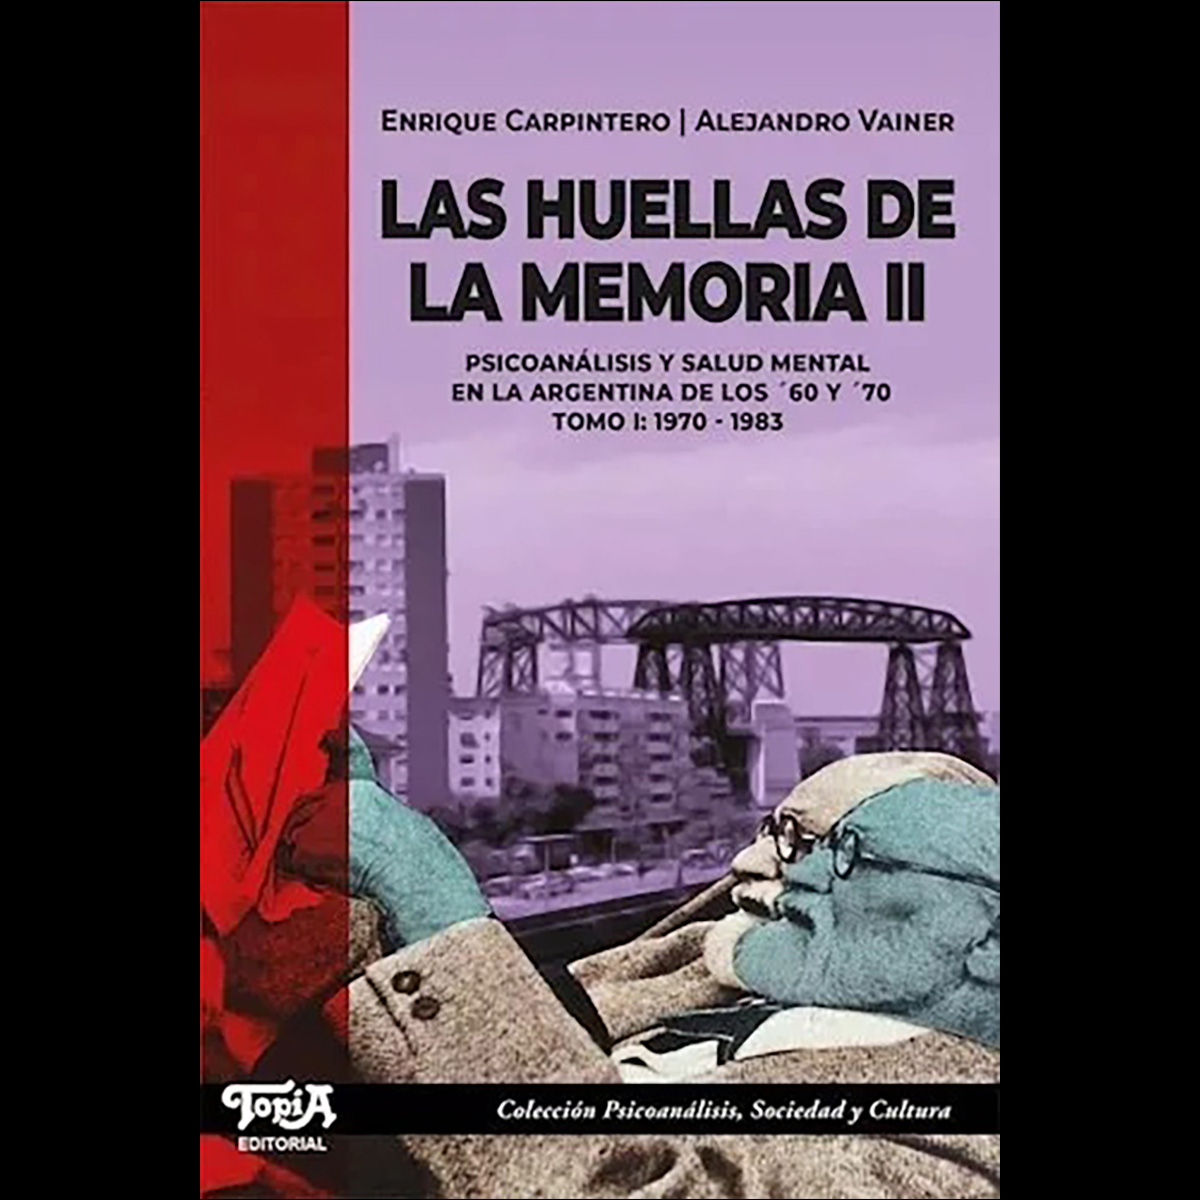 ENRIQUE CARPINTERO | ALEJANDRO VAINER
LAS HUELLAS DE
LA MEMORIA II
PSICOANÁLISIS Y SALUD MENTAL
EN LA ARGENTINA DE LOS ´60 Y ´70
TOMO I: 1970 - 1983
TopíA
EDITORIAL
Colección Psicoanálisis, Sociedad y Cultura